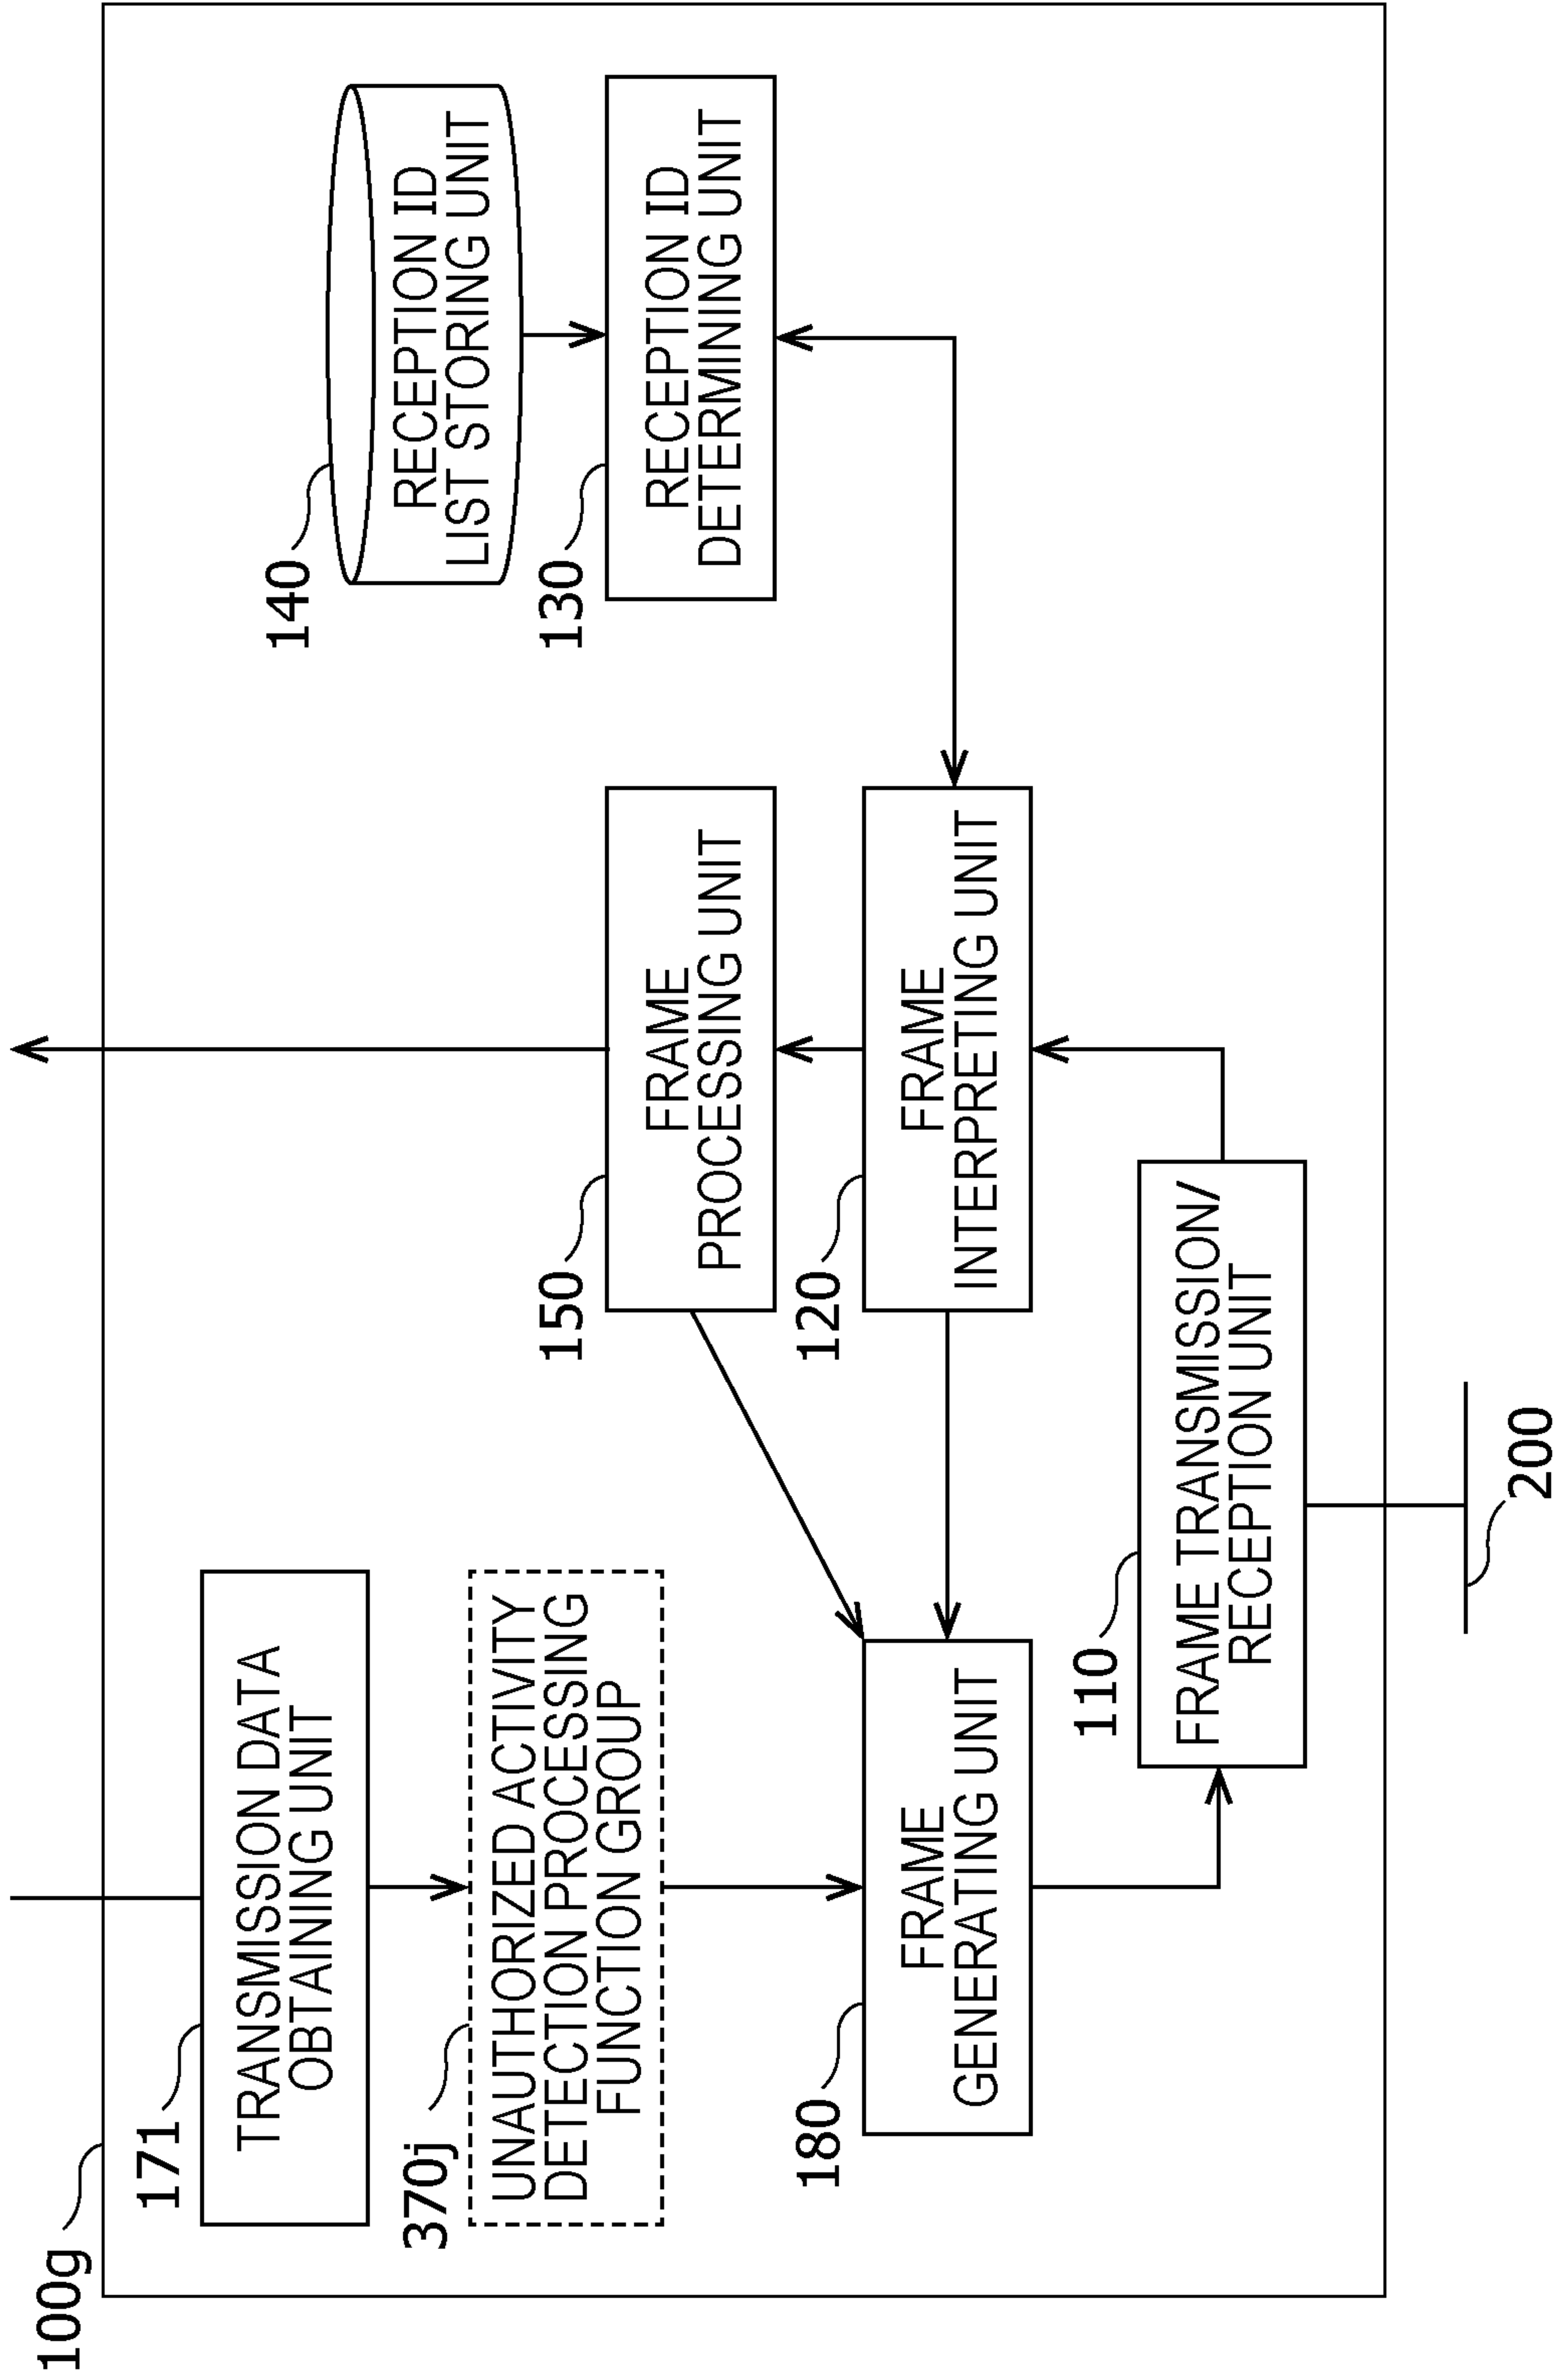 100g
171
TRANSMISSION DATA
OBTAINING UNIT
370j
UNAUTHORIZED ACTIVITY
DETECTION PROCESSING
FUNCTION GROUP
180
FRAME
GENERATING UNIT
150
FRAME
PROCESSING UNIT
120
FRAME
INTERPRETING UNIT
140
RECEPTION ID
LIST STORING UNIT
130
RECEPTION ID
DETERMINING UNIT
110
FRAME TRANSMISSION/
RECEPTION UNIT
200